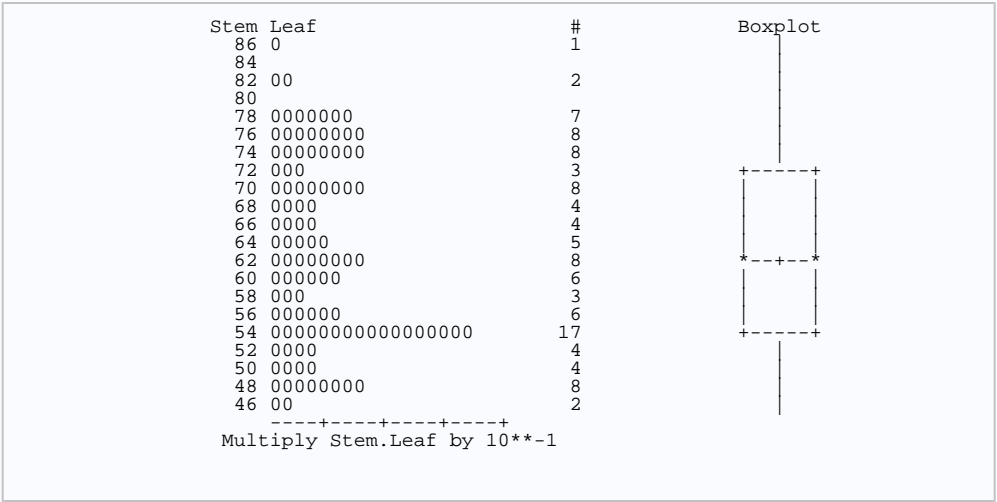 Stem Leaf # Boxplot
86 0 1
84
82 00 2
80
78 0000000 7
76 00000000 8
74 00000000 8
72 000 3 +-----+
70 00000000 8
68 0000 4
66 0000 4
64 00000 5
62 00000000 8 *--+--*
60 000000 6
58 000 3
56 000000 6
54 00000000000000000 17 +-----+
52 0000 4
50 0000 4
48 00000000 8
46 00 2
----+----+----+----+
Multiply Stem.Leaf by 10**-1